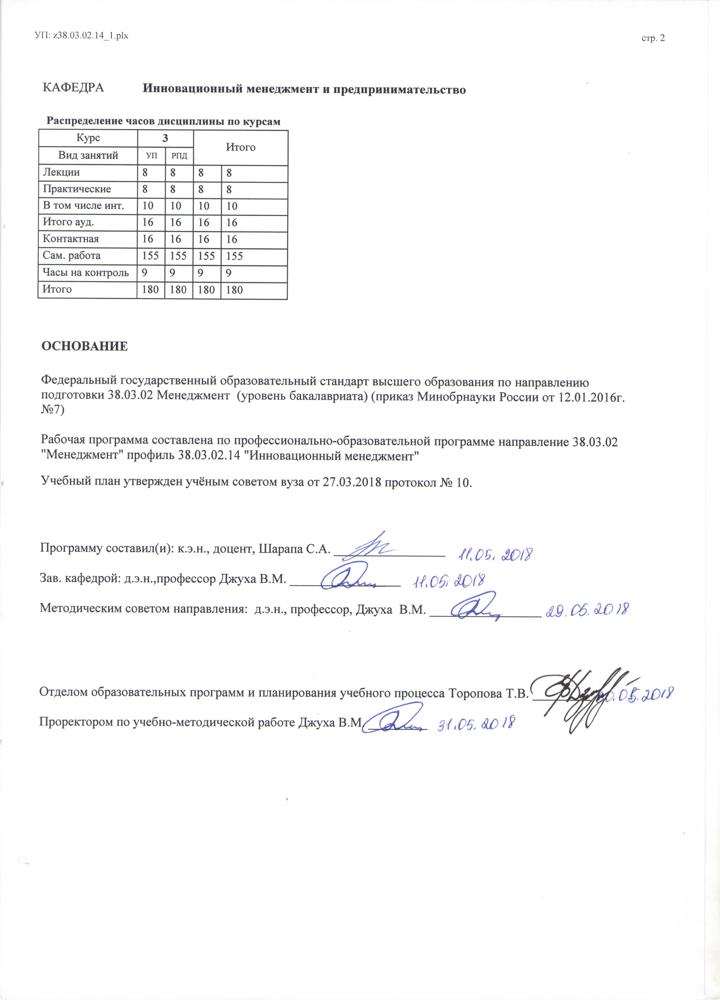 УП: z38.03.02.14_1.plx
стр. 2
КАФЕДРА Инновационный менеджмент и предпринимательство
Распределение часов дисциплины по курсам
Курс 3 Итого
Вид занятий УП РПД
Лекции 8 8 8 8
Практические 8 8 8 8
В том числе инт. 10 10 10 10
Итого ауд. 16 16 16 16
Контактная 16 16 16 16
Сам. работа 155 155 155 155
Часы на контроль 9 9 9 9
Итого 180 180 180 180
ОСНОВАНИЕ
Федеральный государственный образовательный стандарт высшего образования по направлению
подготовки 38.03.02 Менеджмент (уровень бакалавриата) (приказ Минобрнауки России от 12.01.2016г.
№7)
Рабочая программа составлена по профессионально-образовательной программе направление 38.03.02
"Менеджмент" профиль 38.03.02.14 "Инновационный менеджмент"
Учебный план утвержден учёным советом вуза от 27.03.2018 протокол № 10.
Программу составил(и): к.э.н., доцент, Шарапа С.А. 11.05.2018
Зав. кафедрой: д.э.н.,профессор Джуха В.М. 11.05.2018
Методическим советом направления: д.э.н., профессор, Джуха В.М. 29.05.2018
Отделом образовательных программ и планирования учебного процесса Торопова Т.В. 30.05.2018
Проректором по учебно-методической работе Джуха В.М. 31.05.2018